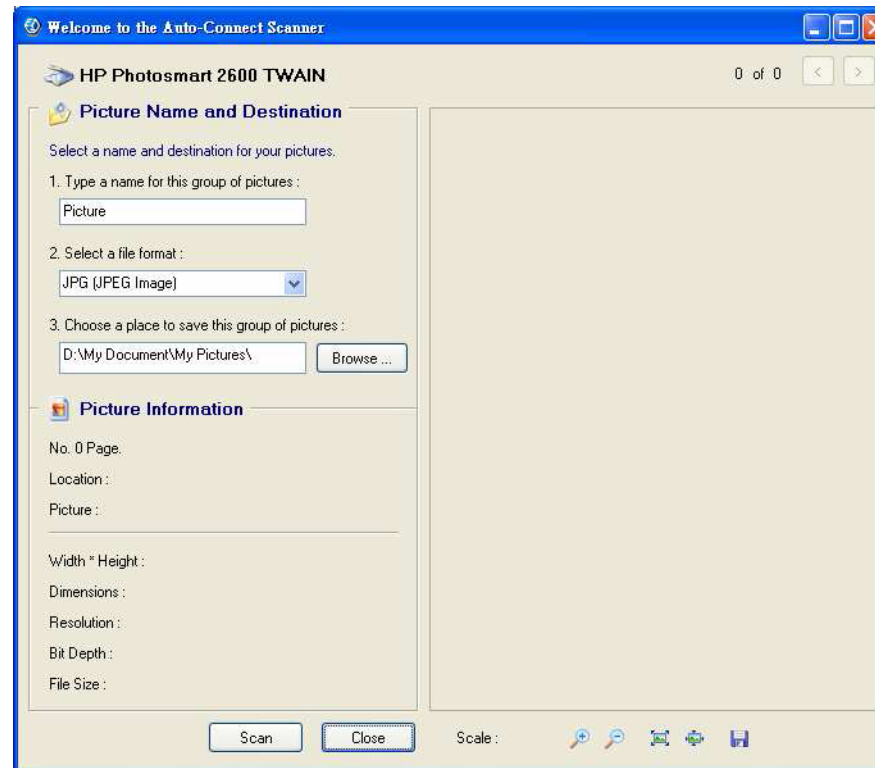 Welcome to the Auto-Connect Scanner
HP Photosmart 2600 TWAIN
0 of 0
< >
Picture Name and Destination
Select a name and destination for your pictures.
1. Type a name for this group of pictures :
Picture
2. Select a file format :
JPG (JPEG Image)
3. Choose a place to save this group of pictures :
D:\My Document\My Pictures\
Browse ...
Picture Information
No. 0 Page.
Location :
Picture :
Width * Height :
Dimensions :
Resolution :
Bit Depth :
File Size :
Scan
Close
Scale :